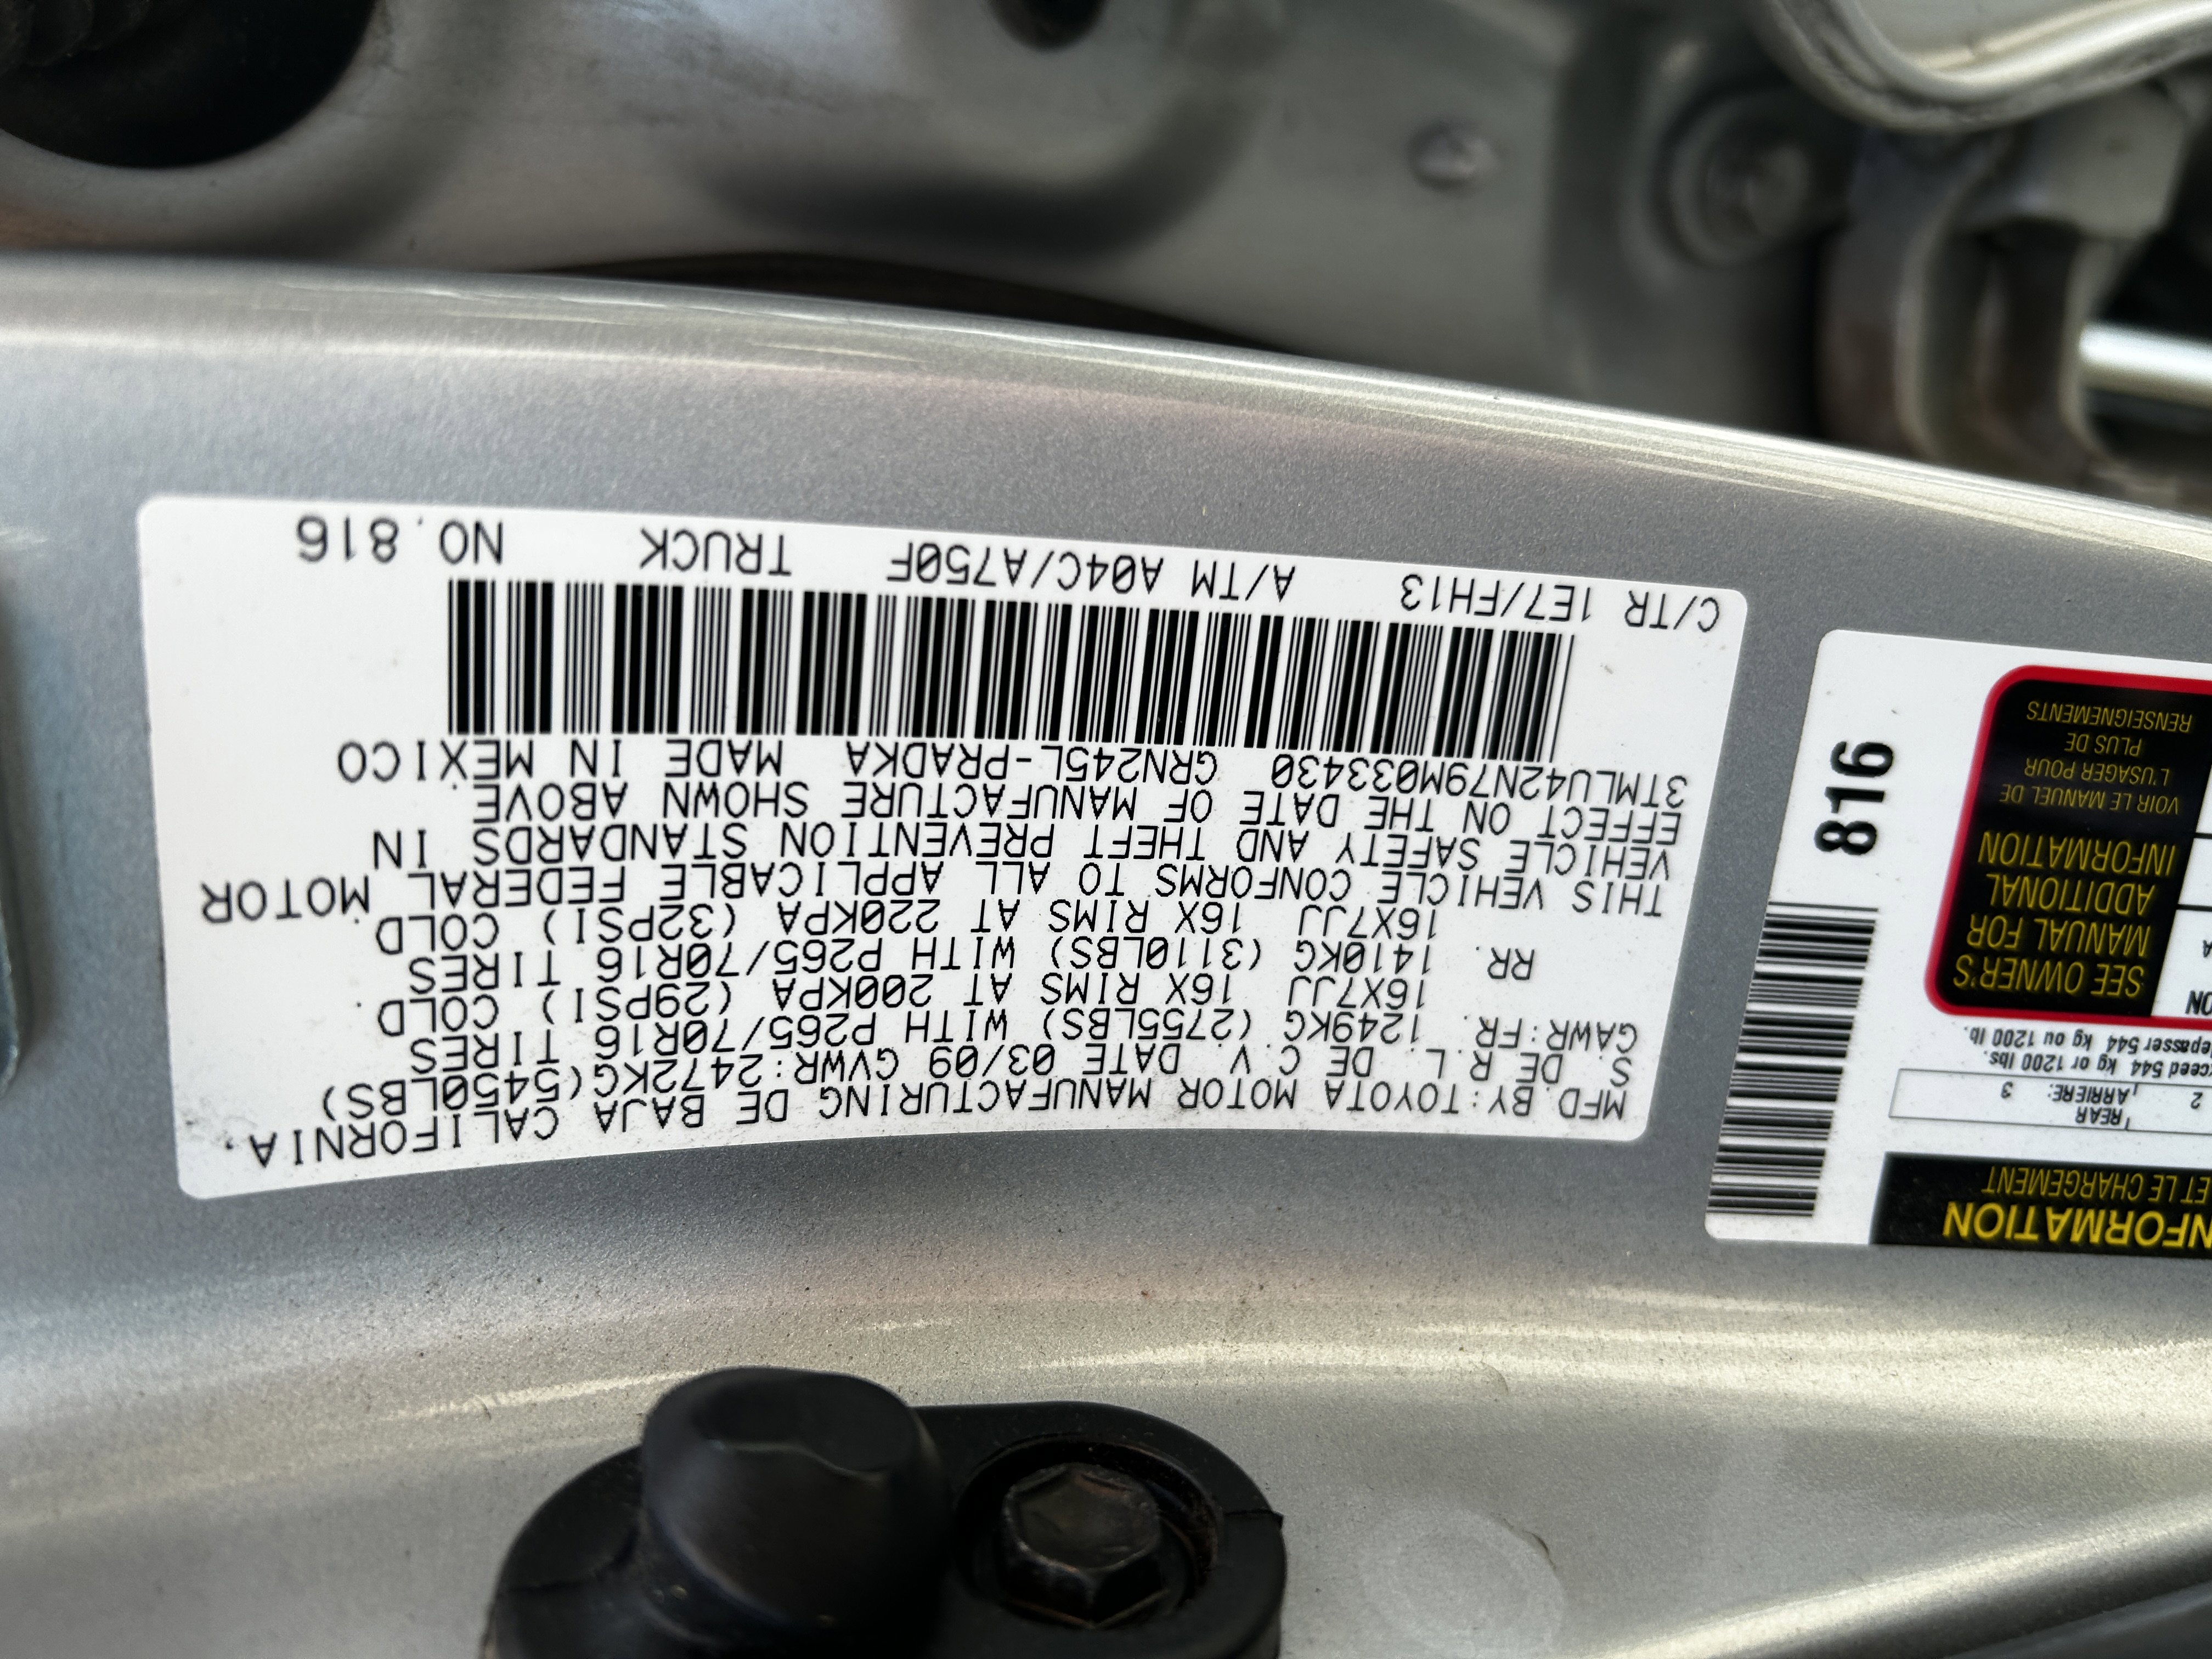 MFD.BY:TOYOTA MOTOR MANUFACTURING DE BAJA CALIFORNIA,
S. DE R.L. DE C.V. DATE 03/09 GVWR:2472KG(5450LBS)
GAWR:FR. 1249KG (2755LBS) WITH P265/70R16 TIRES
16X7JJ 16X RIMS AT 200KPA (29PSI) COLD.
RR. 1410KG (3110LBS) WITH P265/70R16 TIRES
16X7JJ 16X RIMS AT 220KPA (32PSI) COLD.
THIS VEHICLE CONFORMS TO ALL APPLICABLE FEDERAL MOTOR
VEHICLE SAFETY AND THEFT PREVENTION STANDARDS IN
EFFECT ON THE DATE OF MANUFACTURE SHOWN ABOVE.
3TMLU42N79M033430 GRN245L-PRADKA MADE IN MEXICO
C/TR 1E7/FH13 A/TM A04C/A750F TRUCK NO.816
ET LE CHARGEMENT
REAR
ARRIÈRE:
3
2
544 kg or 1200 lbs.
544 kg ou 1200 lb.
SEE OWNER'S
MANUAL FOR
ADDITIONAL
INFORMATION
VOIR LE MANUEL DE
L'USAGER POUR
PLUS DE
RENSEIGNEMENTS
816